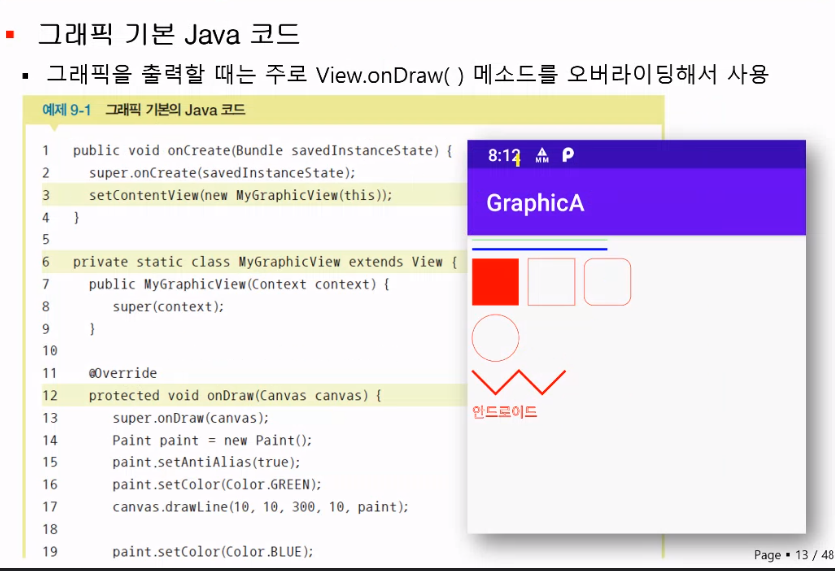 그래픽 기본 Java 코드
그래픽을 출력할 때는 주로 View.onDraw( ) 메소드를 오버라이딩해서 사용
예제 9-1 그래픽 기본의 Java 코드
1 public void onCreate(Bundle savedInstanceState) {
2 super.onCreate(savedInstanceState);
3 setContentView(new MyGraphicView(this));
4 }
5
6 private static class MyGraphicView extends View {
7 public MyGraphicView(Context context) {
8 super(context);
9 }
10
11 @Override
12 protected void onDraw(Canvas canvas) {
13 super.onDraw(canvas);
14 Paint paint = new Paint();
15 paint.setAntiAlias(true);
16 paint.setColor(Color.GREEN);
17 canvas.drawLine(10, 10, 300, 10, paint);
18
19 paint.setColor(Color.BLUE);
8:12
GraphicA
안드로이드
Page ▪ 13 / 48